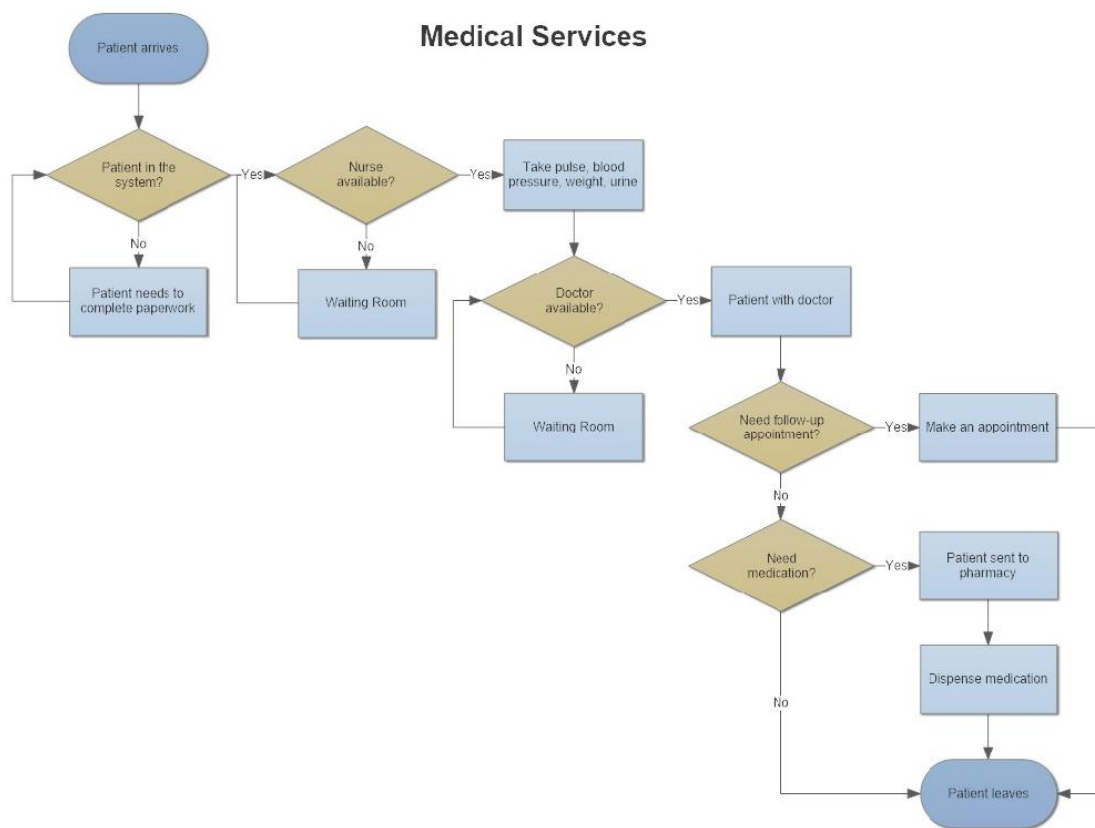 Medical Services
Patient arrives
Patient in the
system?
Yes
No
Patient needs to
complete paperwork
Nurse
available?
Yes
No
Waiting Room
Take pulse, blood
pressure, weight, urine
Doctor
available?
Yes
No
Waiting Room
Patient with doctor
Need follow-up
appointment?
Yes
Make an appointment
No
Need
medication?
Yes
Patient sent to
pharmacy
Dispense medication
No
Patient leaves